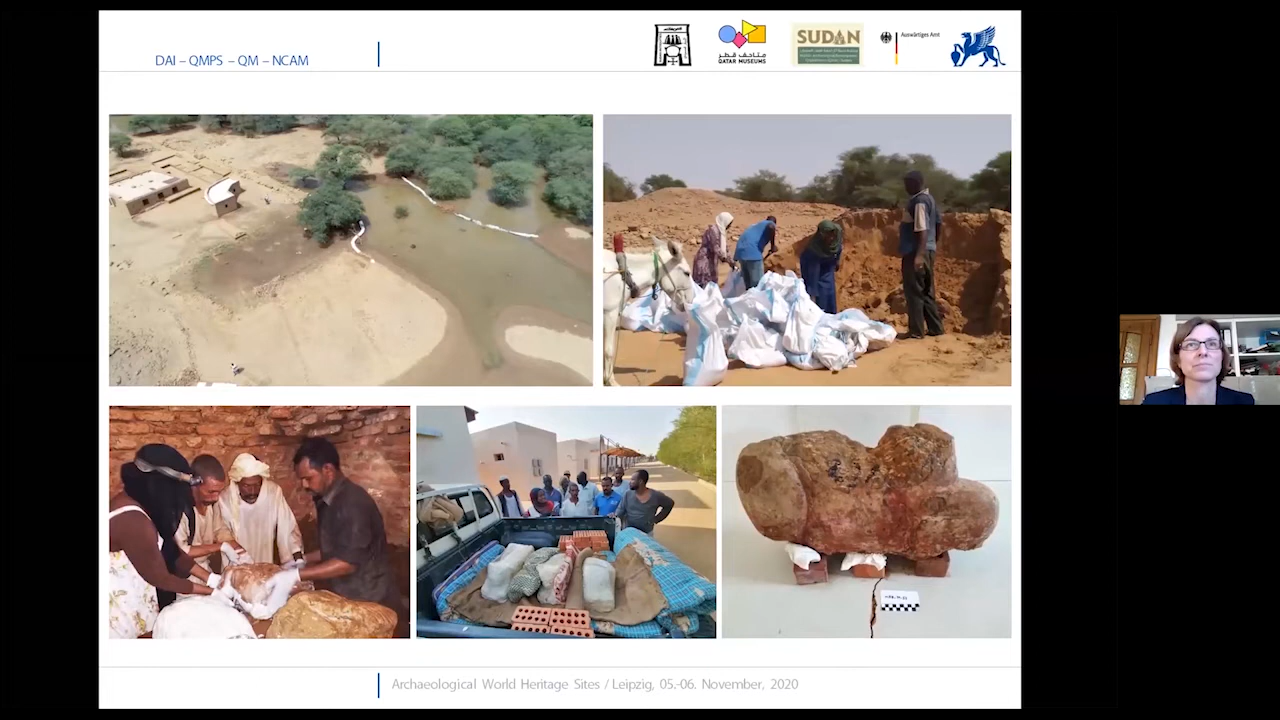 DAI – QMPS – QM – NCAM
متاحف قطر
QATAR MUSEUMS
SUDAN
Auswärtiges Amt
Archaeological World Heritage Sites / Leipzig, 05.-06. November, 2020